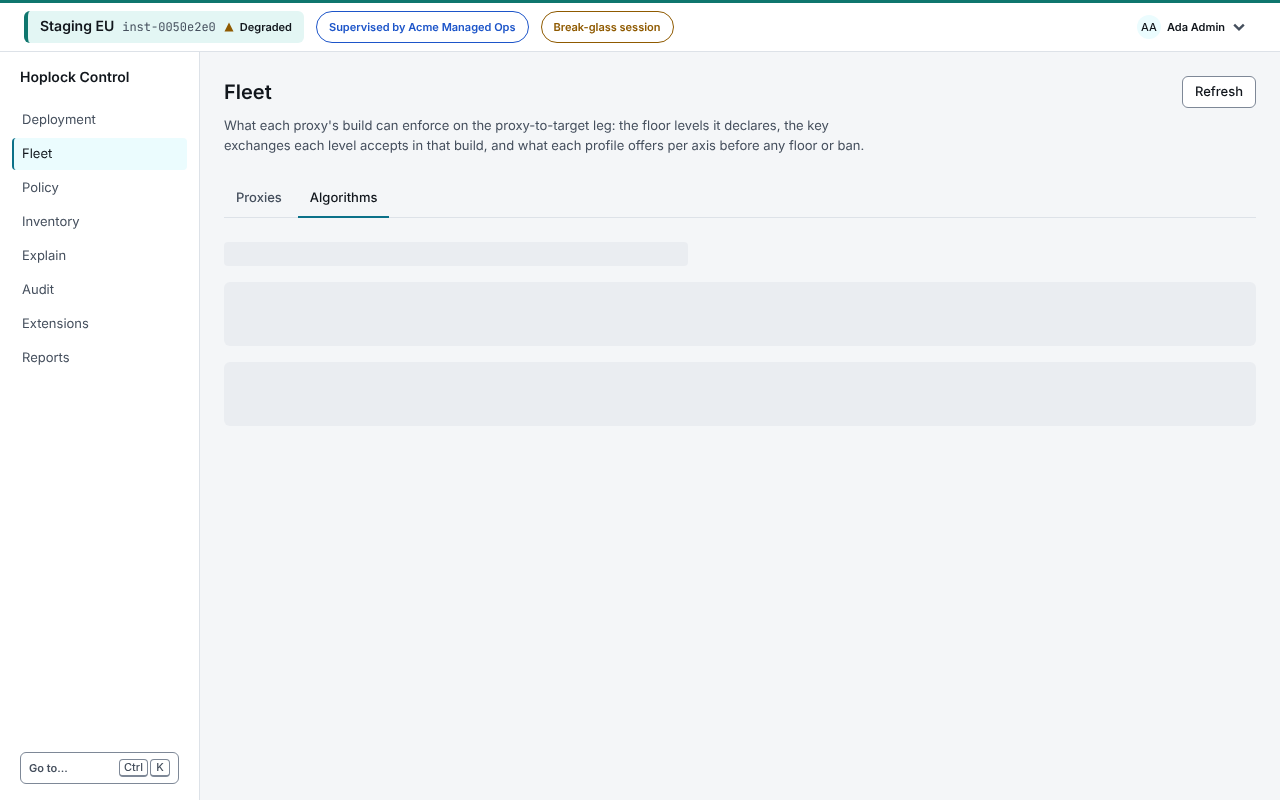 Staging EU inst-0050e2e0 Degraded
Supervised by Acme Managed Ops
Break-glass session
AA Ada Admin
Hoplock Control
Deployment
Fleet
Policy
Inventory
Explain
Audit
Extensions
Reports
Go to... Ctrl K
Fleet
Refresh
What each proxy's build can enforce on the proxy-to-target leg: the floor levels it declares, the key
exchanges each level accepts in that build, and what each profile offers per axis before any floor or ban.
Proxies Algorithms